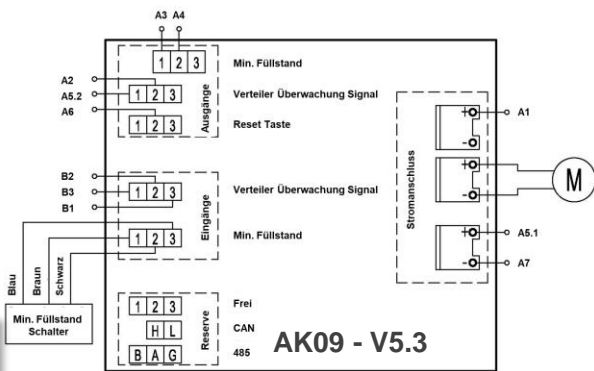 A3 A4
1 2 3 Min. Füllstand
A2
A5.2 1 2 3 Verteiler Überwachung Signal
A6
1 2 3 Reset Taste
Ausgänge
B2
B3 1 2 3 Verteiler Überwachung Signal
B1
1 2 3 Min. Füllstand
Eingänge
Blau
Braun
Schwarz
Min. Füllstand
Schalter
1 2 3 Frei
H L CAN
B A G 485
Reserve
AK09 - V5.3
Stromanschluss
+ A1
-
+
-
M
+ A5.1
- A7